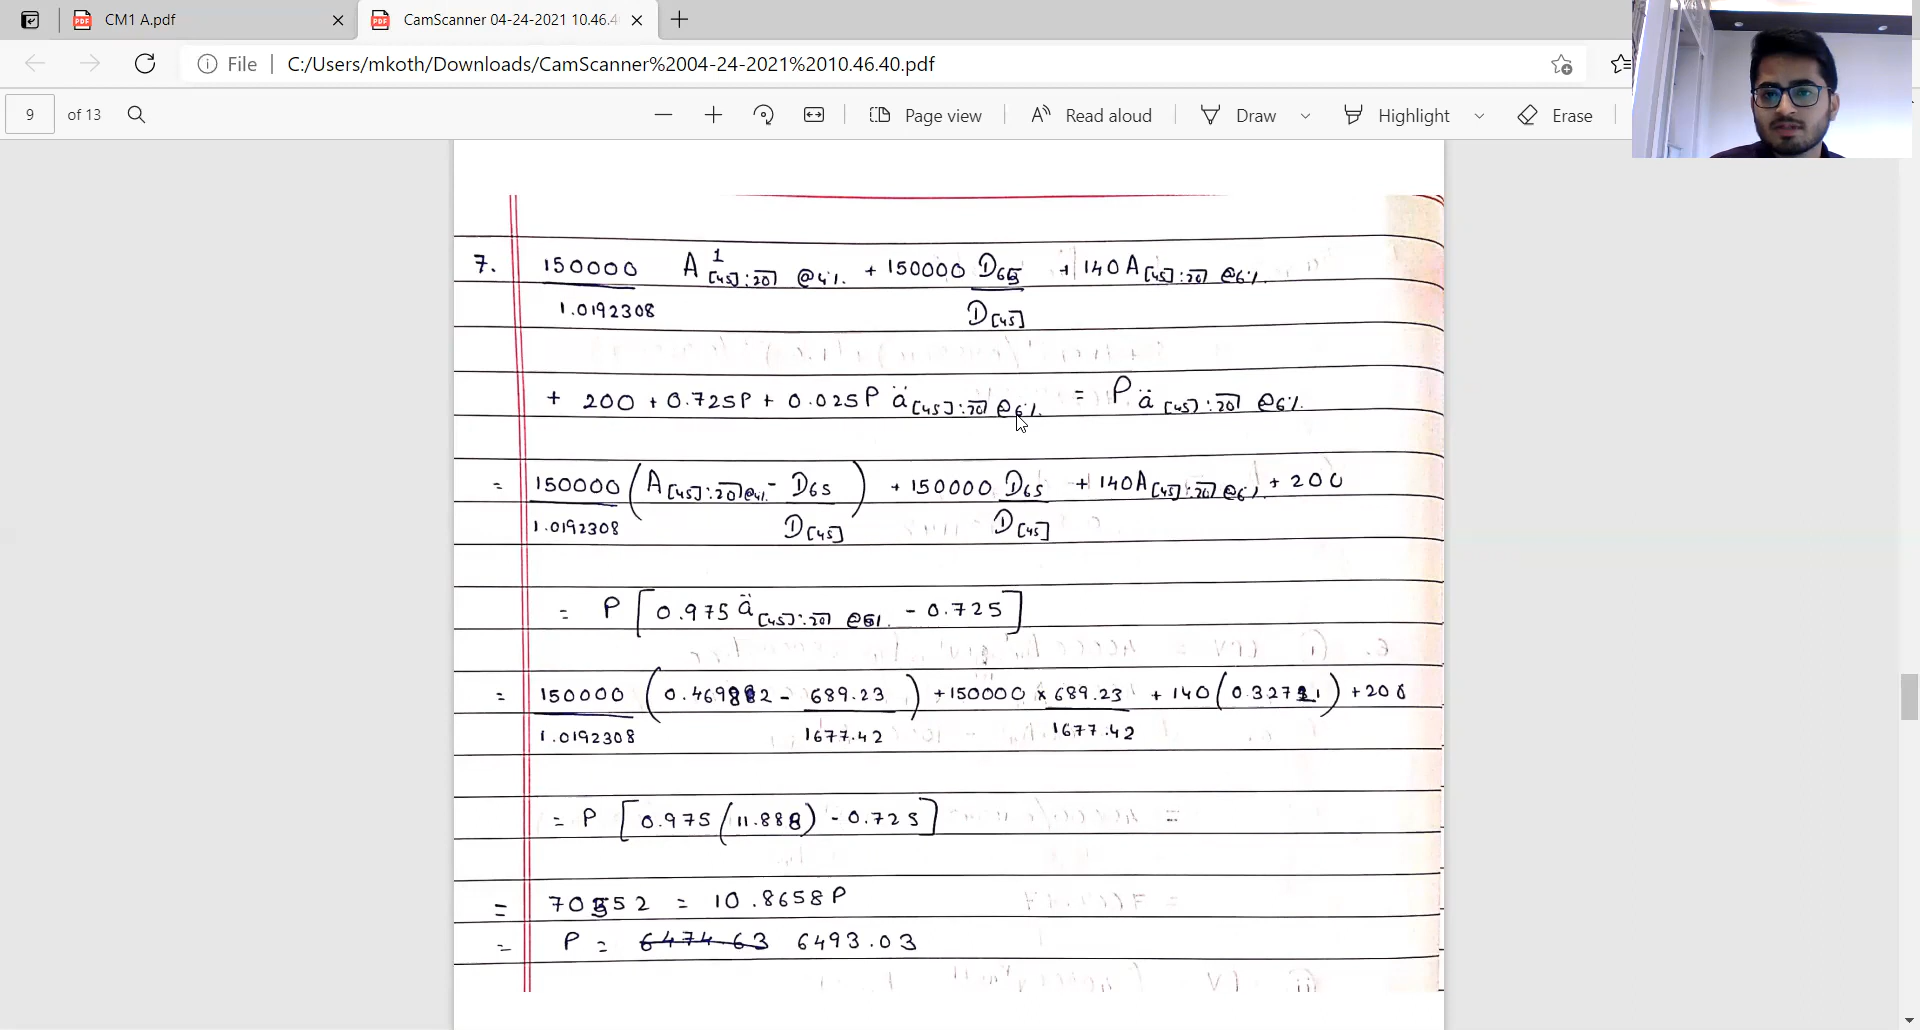 CM1 A.pdf
CamScanner 04-24-2021 10.46.4
File
C:/Users/mkoth/Downloads/CamScanner%2004-24-2021%2010.46.40.pdf
9 of 13
Page view
Read aloud
Draw
Highlight
Erase
7. 150000 A 1 [45]:20 @4%. + 150000 D65 + 140A[45]:20 @6%.
1.0192308 D[45]
+ 200 + 0.725P + 0.025P ä[45]:20 @6%. = P ä[45]:20 @6%.
= 150000 ( A[45]:20 @4%. - D65 ) + 150000 D65 + 140A[45]:20 @6% + 200
1.0192308 D[45] D[45]
= P [ 0.975 ä[45]:20 @6%. - 0.725 ]
= 150000 ( 0.469882 - 689.23 ) + 150000 x 689.23 + 140 ( 0.32711 ) + 200
1.0192308 1677.42 1677.42
= P [ 0.975 ( 11.888 ) - 0.725 ]
= 70552 = 10.8658P
= P = 6474.63 6493.03